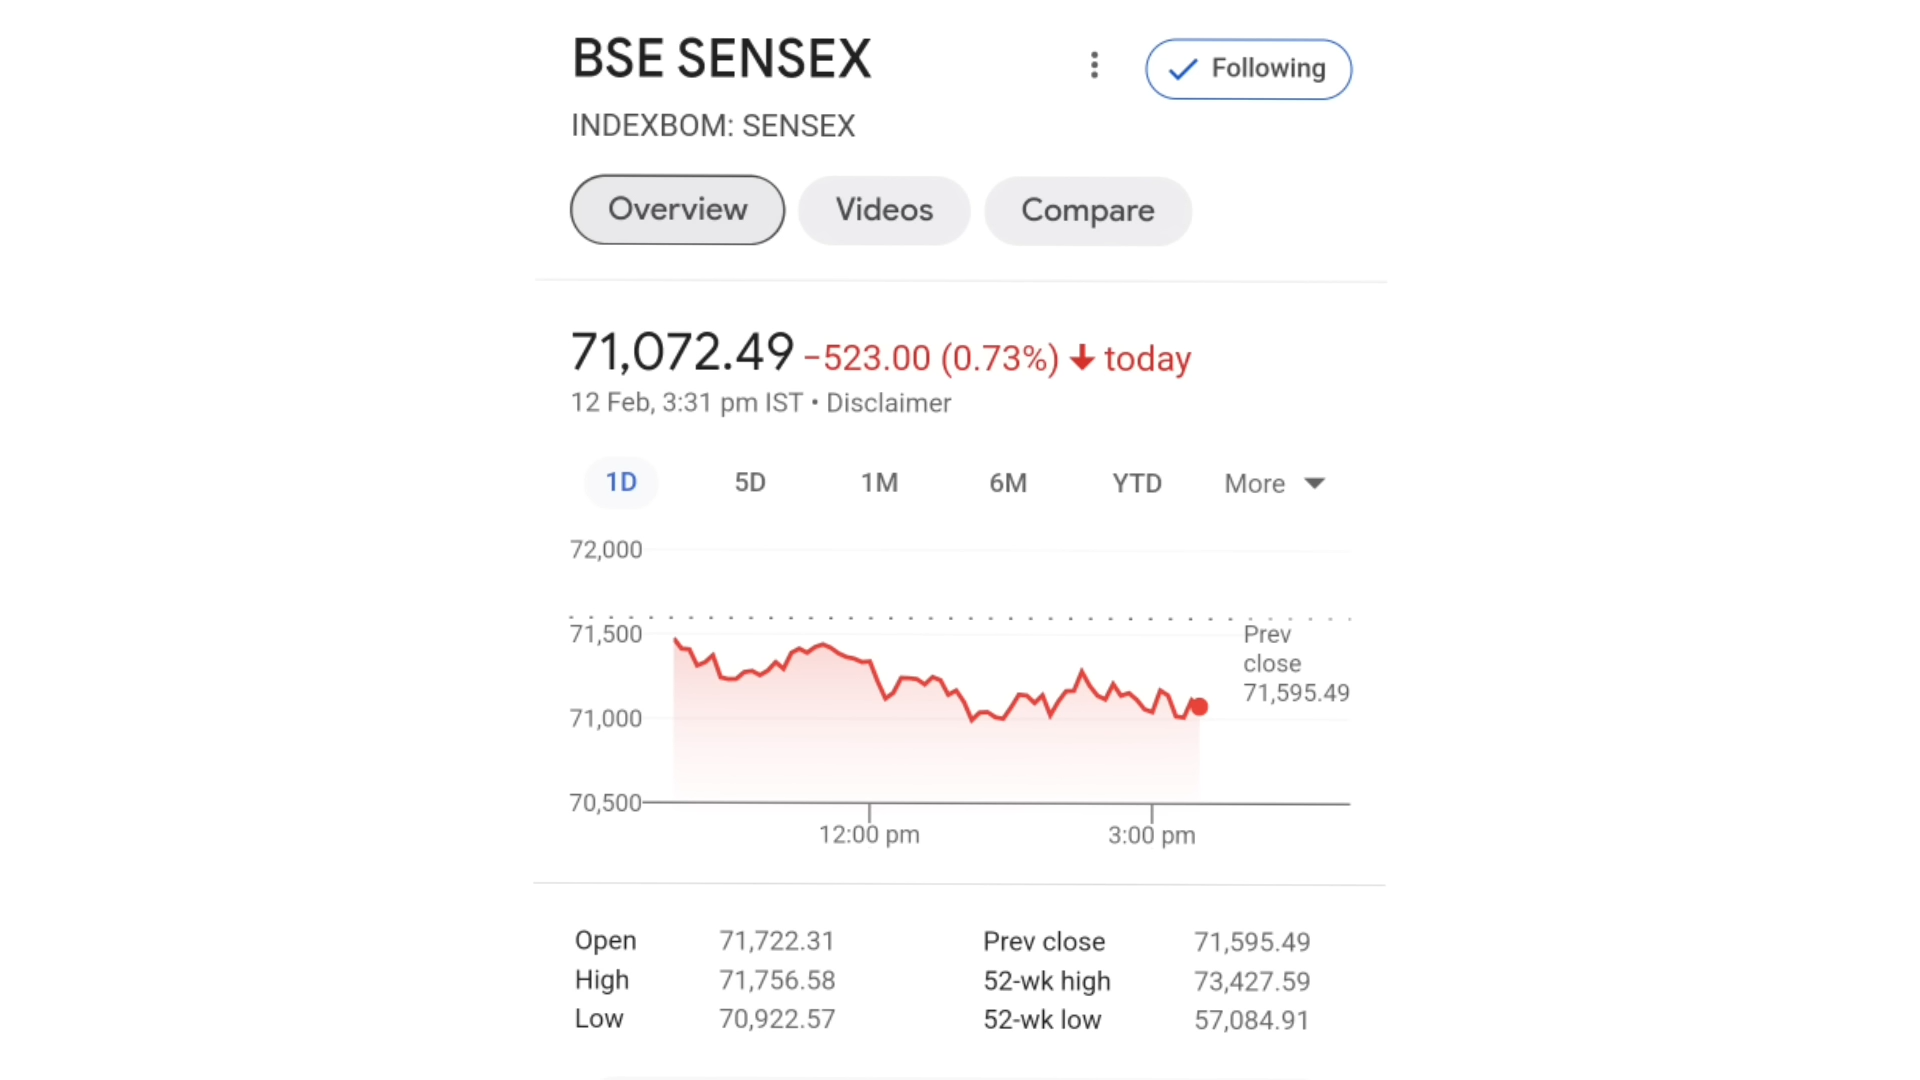 BSE SENSEX
Following
INDEXBOM: SENSEX
Overview Videos Compare
71,072.49 −523.00 (0.73%) today
12 Feb, 3:31 pm IST • Disclaimer
1D 5D 1M 6M YTD More
72,000
71,500
71,000
70,500
Prev
close
71,595.49
12:00 pm 3:00 pm
Open 71,722.31 Prev close 71,595.49
High 71,756.58 52-wk high 73,427.59
Low 70,922.57 52-wk low 57,084.91